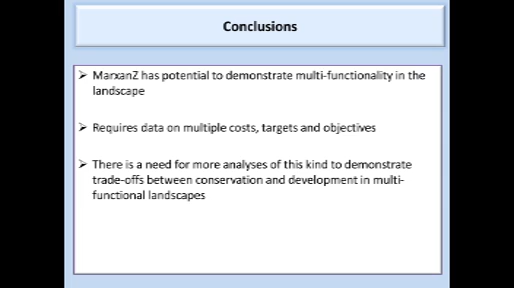 Conclusions
➤ MarxanZ has potential to demonstrate multi-functionality in the
landscape
➤ Requires data on multiple costs, targets and objectives
➤ There is a need for more analyses of this kind to demonstrate
trade-offs between conservation and development in multi-
functional landscapes